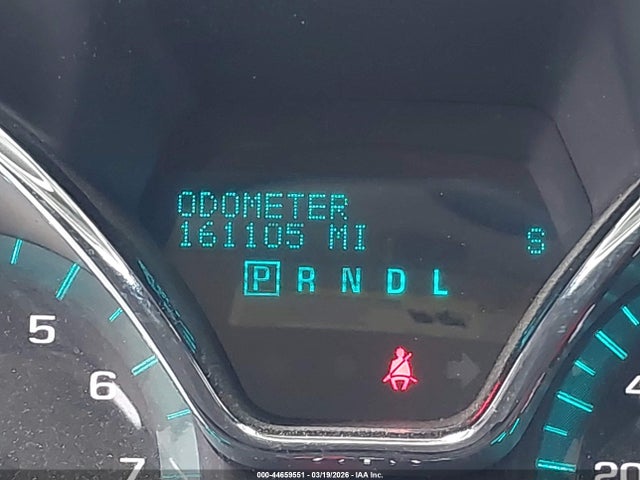 ODOMETER
161105 MI S
P R N D L
5
6
7
4
20
000-44659551 - 03/19/2026 - IAA Inc.